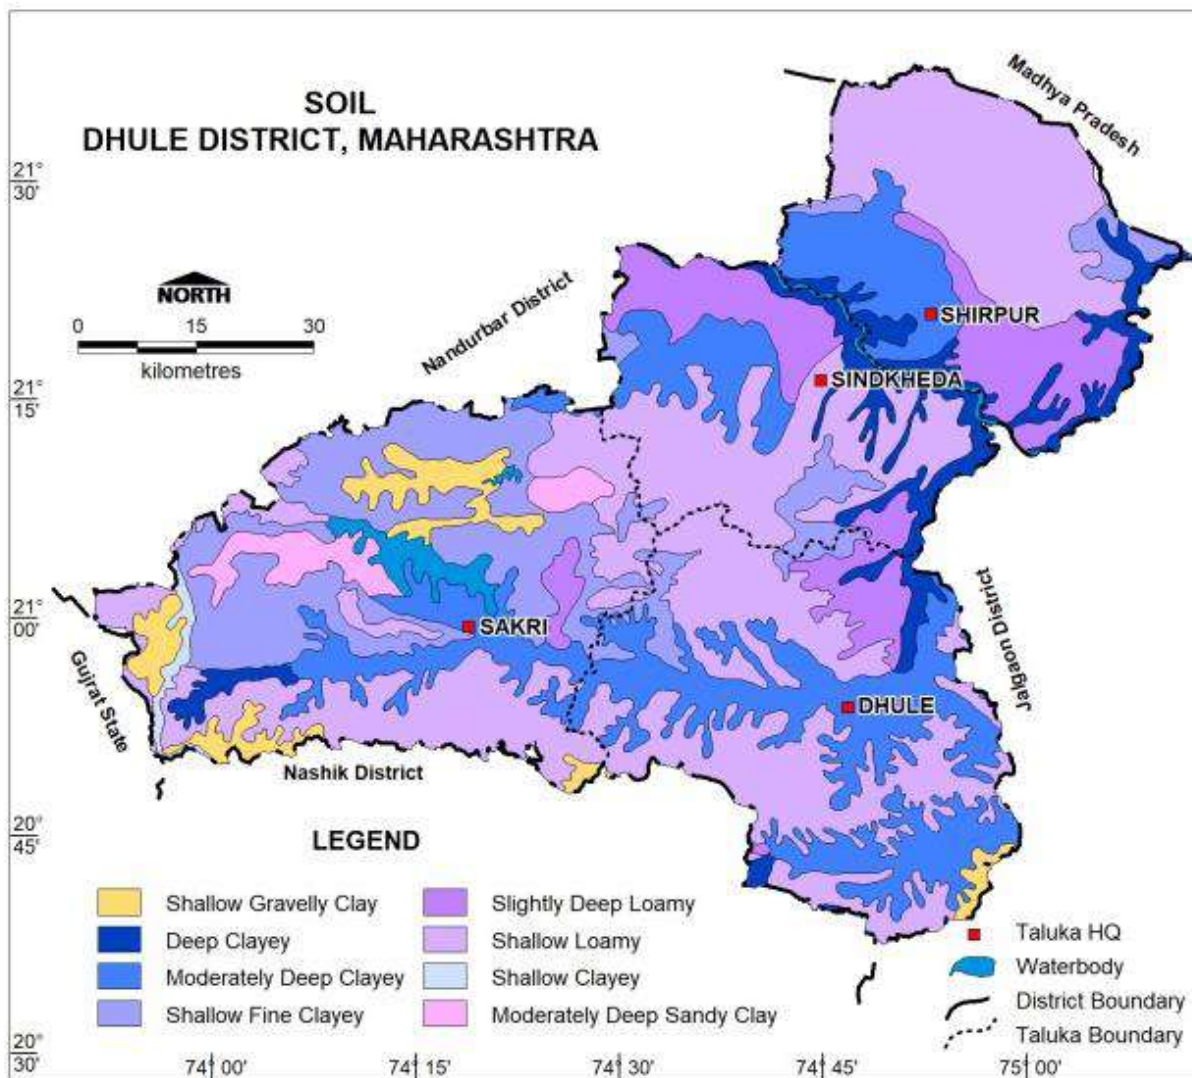 SOIL
DHULE DISTRICT, MAHARASHTRA
Madhya Pradesh
21°
30'
NORTH
0 15 30
kilometres
Nandurbar District
SHIRPUR
21°
15'
SINDKHEDA
21°
00'
SAKRI
Jalgaon District
Gujrat State
DHULE
Nashik District
20°
45'
LEGEND
Shallow Gravelly Clay
Deep Clayey
Moderately Deep Clayey
Shallow Fine Clayey
Slightly Deep Loamy
Shallow Loamy
Shallow Clayey
Moderately Deep Sandy Clay
Taluka HQ
Waterbody
District Boundary
Taluka Boundary
20°
30'
74° 00' 74° 15' 74° 30' 74° 45' 75° 00'